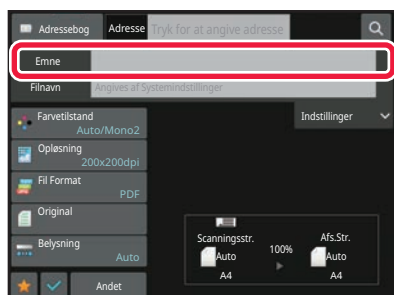 Adressebog Adresse Tryk for at angive adresse
Emne
Filnavn Angives af Systemindstillinger
Farvetilstand
Auto/Mono2
Indstillinger
Opløsning
200x200dpi
Fil Format
PDF
Original
Belysning
Auto
Scanningsstr. 100% Afs.Str.
Auto Auto
A4 A4
Andet